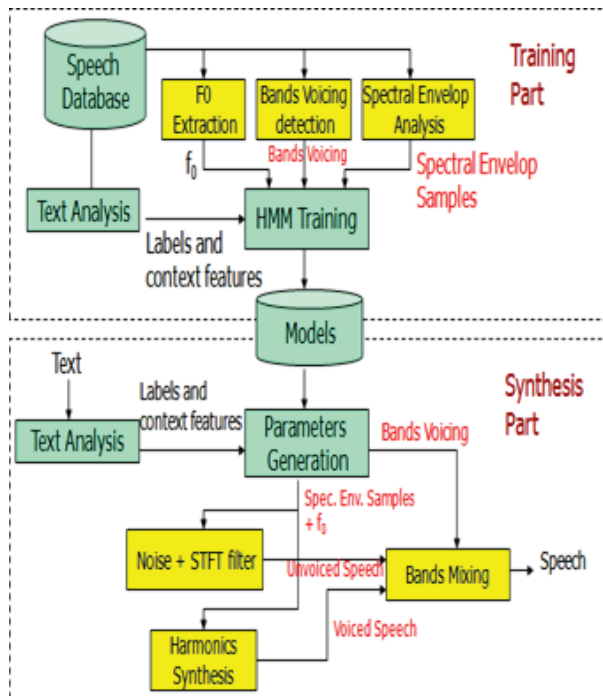 Speech
Database
Training
Part
F0
Extraction
Bands Voicing
detection
Spectral Envelop
Analysis
f0
Bands Voicing
Spectral Envelop
Samples
Text Analysis
HMM Training
Labels and
context features
Models
Text
Synthesis
Part
Labels and
context features
Text Analysis
Parameters
Generation
Bands Voicing
Spec. Env. Samples
+ f0
Noise + STFT filter
Unvoiced Speech
Bands Mixing
Speech
Harmonics
Synthesis
Voiced Speech